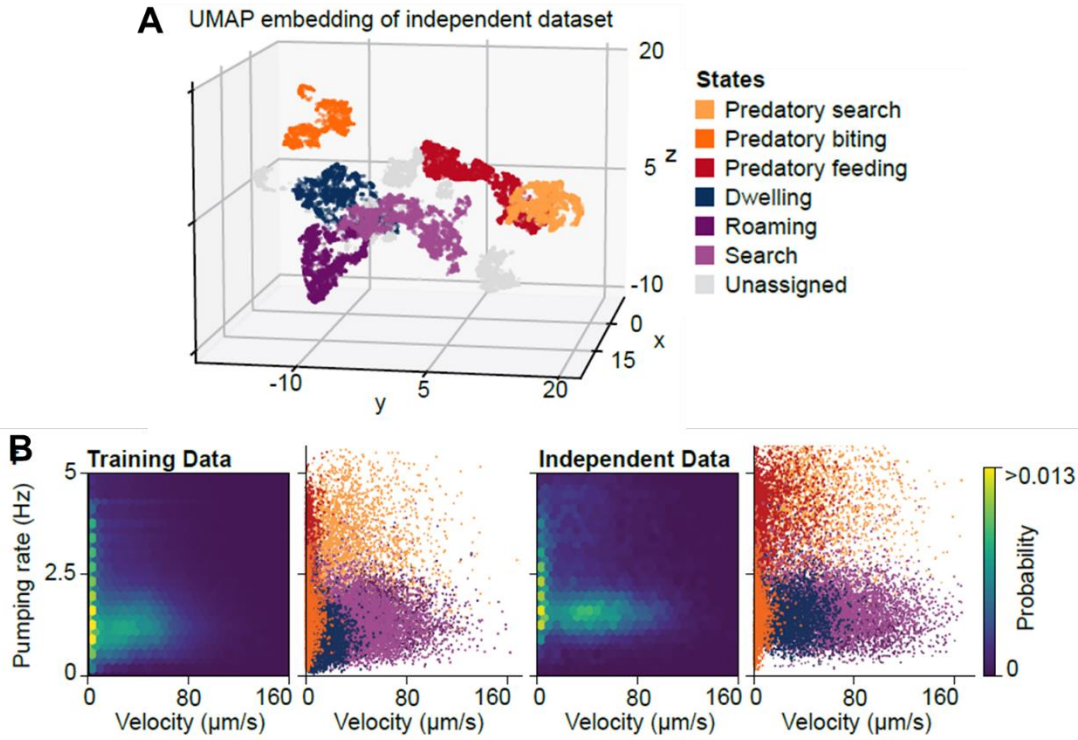 A
UMAP embedding of independent dataset
20
5
z
-10
0
x
15
-10
5
20
y
States
Predatory search
Predatory biting
Predatory feeding
Dwelling
Roaming
Search
Unassigned
B
Training Data
Independent Data
5
2.5
0
Pumping rate (Hz)
0
80
160
Velocity (µm/s)
0
80
160
Velocity (µm/s)
0
80
160
Velocity (µm/s)
0
80
160
Velocity (µm/s)
>0.013
Probability
0